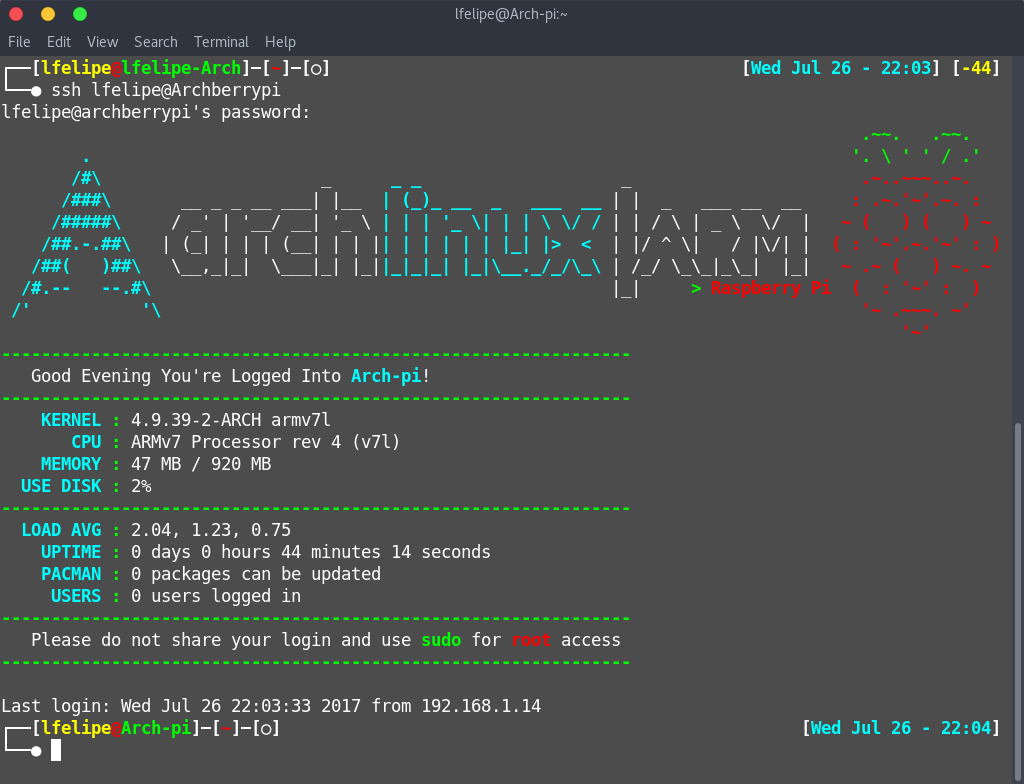 lfelipe@Arch-pi:~
File Edit View Search Terminal Help
┌──[lfelipe@lfelipe-Arch]─[~]─[○] [Wed Jul 26 - 22:03] [-44]
└──● ssh lfelipe@Archberrypi
lfelipe@archberrypi's password:
archlinux | ARM
> Raspberry Pi
---------------------------------------------------------------
Good Evening You're Logged Into Arch-pi!
---------------------------------------------------------------
KERNEL : 4.9.39-2-ARCH armv7l
CPU : ARMv7 Processor rev 4 (v7l)
MEMORY : 47 MB / 920 MB
USE DISK : 2%
---------------------------------------------------------------
LOAD AVG : 2.04, 1.23, 0.75
UPTIME : 0 days 0 hours 44 minutes 14 seconds
PACMAN : 0 packages can be updated
USERS : 0 users logged in
---------------------------------------------------------------
Please do not share your login and use sudo for root access
---------------------------------------------------------------
Last login: Wed Jul 26 22:03:33 2017 from 192.168.1.14
┌──[lfelipe@Arch-pi]─[~]─[○] [Wed Jul 26 - 22:04]
└──●